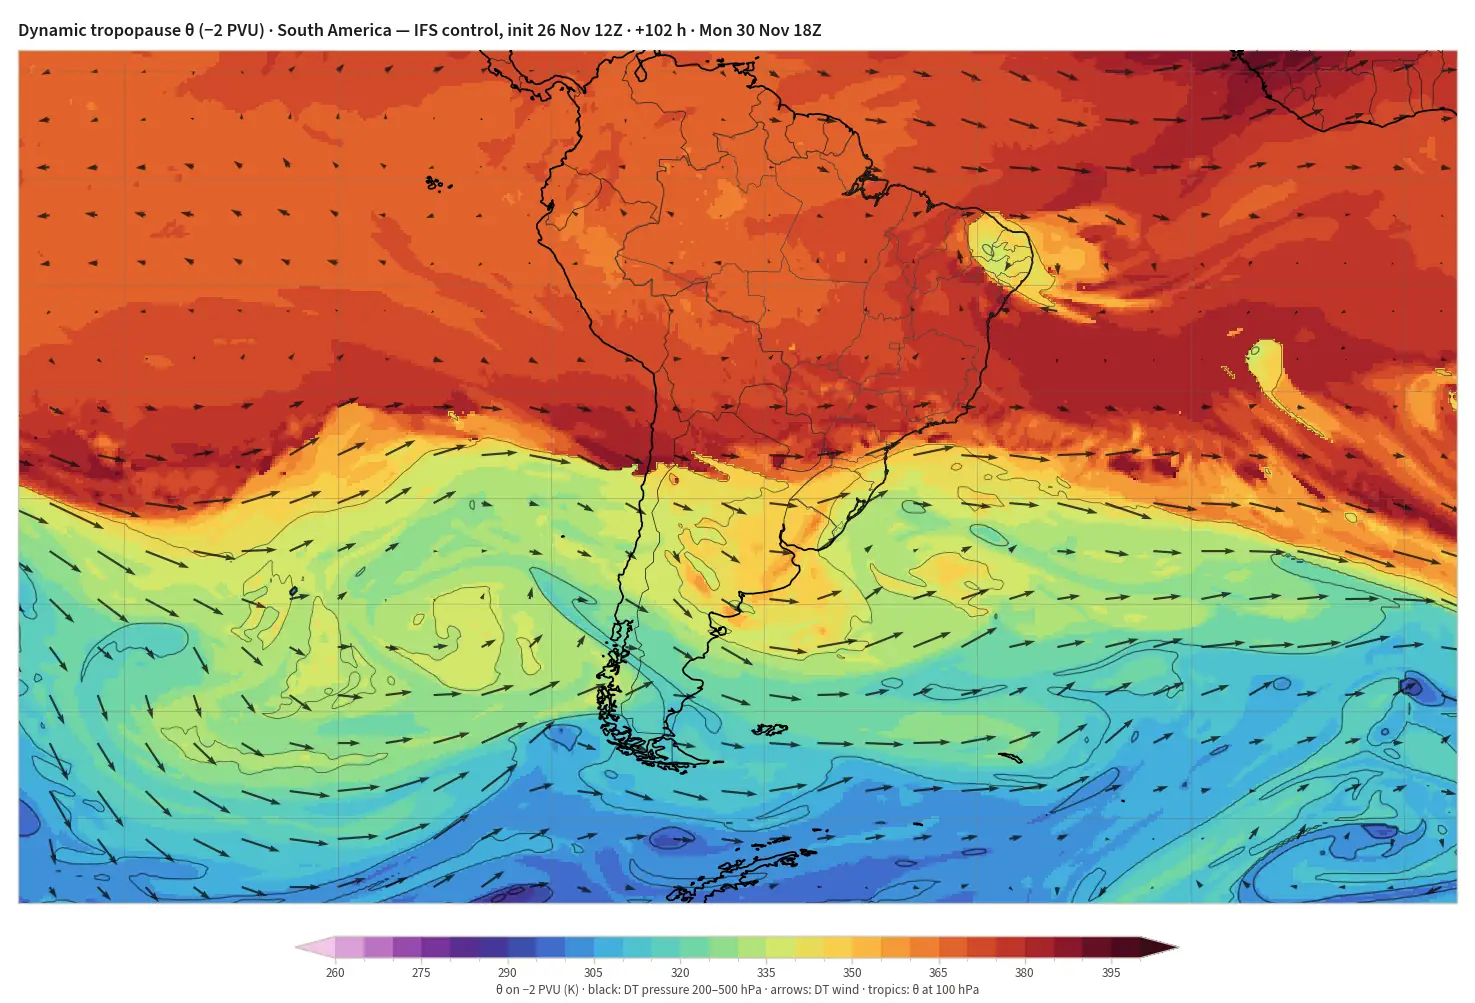 Dynamic tropopause θ (−2 PVU) · South America — IFS control, init 26 Nov 12Z · +102 h · Mon 30 Nov 18Z
260 275 290 305 320 335 350 365 380 395
θ on −2 PVU (K) · black: DT pressure 200–500 hPa · arrows: DT wind · tropics: θ at 100 hPa